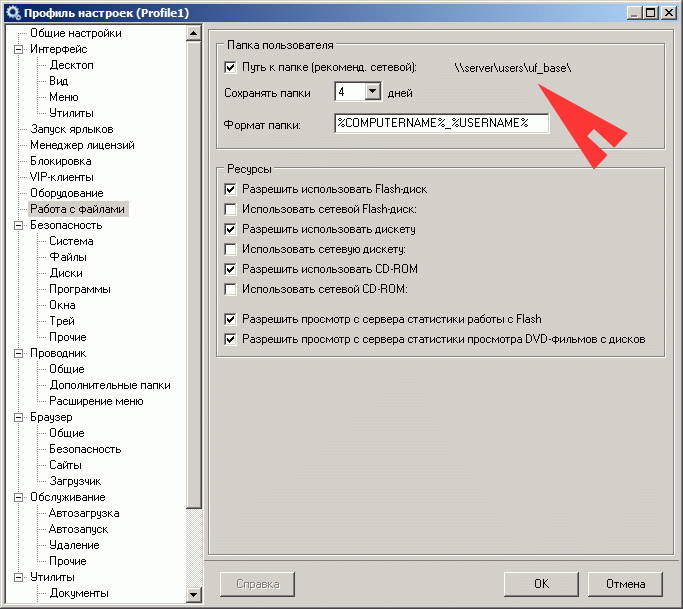 Профиль настроек (Profile1)
Общие настройки
Интерфейс
Десктоп
Вид
Меню
Утилиты
Запуск ярлыков
Менеджер лицензий
Блокировка
VIP-клиенты
Оборудование
Работа с файлами
Безопасность
Система
Файлы
Диски
Программы
Окна
Трей
Прочие
Проводник
Общие
Дополнительные папки
Расширение меню
Браузер
Общие
Безопасность
Сайты
Загрузчик
Обслуживание
Автозагрузка
Автозапуск
Удаление
Прочие
Утилиты
Документы
Папка пользователя
Путь к папке (рекоменд. сетевой): \\server\users\uf_base\
Сохранять папки 4 дней
Формат папки: %COMPUTERNAME%_%USERNAME%
Ресурсы
Разрешить использовать Flash-диск
Использовать сетевой Flash-диск:
Разрешить использовать дискету
Использовать сетевую дискету:
Разрешить использовать CD-ROM
Использовать сетевой CD-ROM:
Разрешить просмотр с сервера статистики работы с Flash
Разрешить просмотр с сервера статистики просмотра DVD-фильмов с дисков
Справка OK Отмена